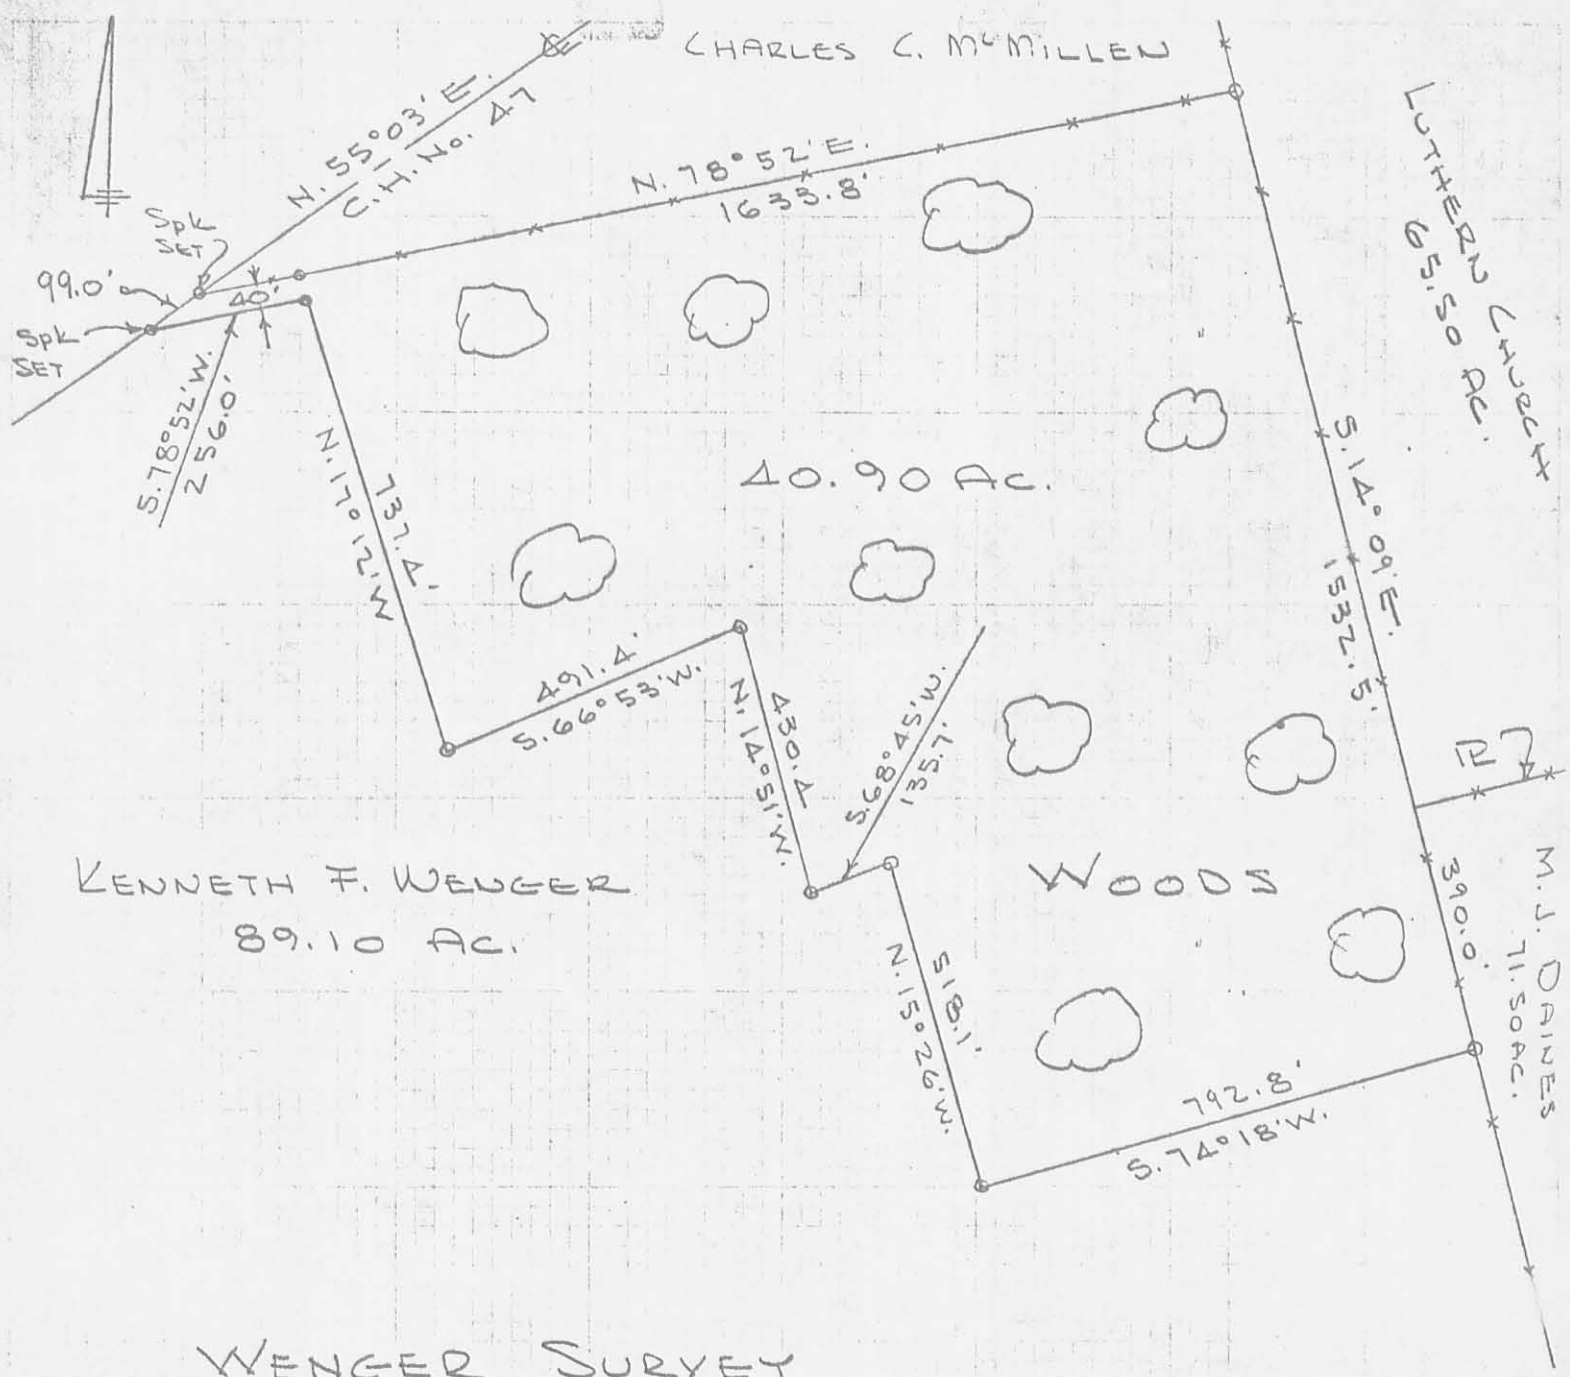 CHARLES C. McMILLEN
N. 55°03' E.
C.H. No. 47
N. 78°52' E.
1633.8'
Spk
SET
99.0'
40'
Spk
SET
S. 78°52' W.
256.0'
LUTHERN CHURCH
65.50 AC.
N. 17°12' W
737.4'
40.90 AC.
S. 14°09' E.
1532.5'
491.4'
S. 66°53' W.
430.4
N. 14°51' W.
S. 68°45' W.
135.7'
KENNETH F. WENGER
89.10 AC.
WOODS
390.0'
M. J. DAINES
71.50 AC.
518.1'
N. 15°26' W.
792.8'
S. 74°18' W.
WENGER SURVEY